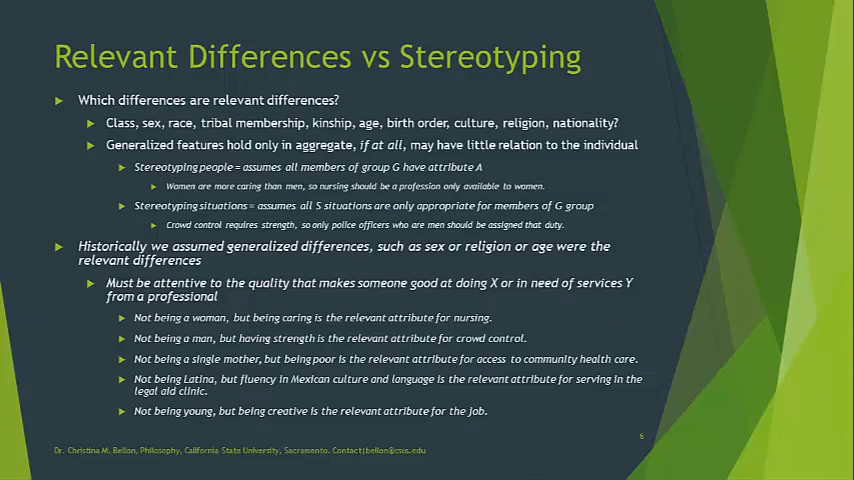 Relevant Differences vs Stereotyping
Which differences are relevant differences?
Class, sex, race, tribal membership, kinship, age, birth order, culture, religion, nationality?
Generalized features hold only in aggregate, if at all, may have little relation to the individual
Stereotyping people = assumes all members of group G have attribute A
Women are more caring than men, so nursing should be a profession only available to women.
Stereotyping situations = assumes all S situations are only appropriate for members of G group
Crowd control requires strength, so only police officers who are men should be assigned that duty.
Historically we assumed generalized differences, such as sex or religion or age were the
relevant differences
Must be attentive to the quality that makes someone good at doing X or in need of services Y
from a professional
Not being a woman, but being caring is the relevant attribute for nursing.
Not being a man, but having strength is the relevant attribute for crowd control.
Not being a single mother, but being poor is the relevant attribute for access to community health care.
Not being Latina, but fluency in Mexican culture and language is the relevant attribute for serving in the
legal aid clinic.
Not being young, but being creative is the relevant attribute for the job.
6
Dr. Christina M. Bellon, Philosophy, California State University, Sacramento. Contact|bellon@csus.edu